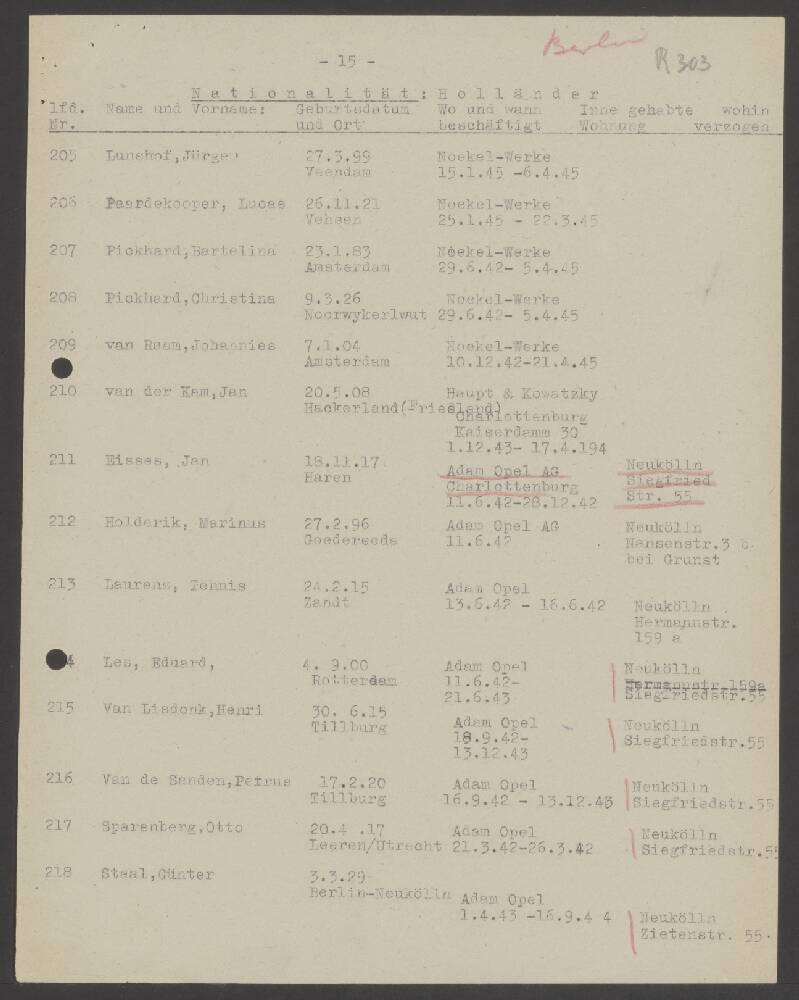 Berlin
R 303
- 15 -
Nationalität: Holländer
lfd. Name und Vorname: Geburtsdatum Wo und wann Inne gehabte wohin
Nr. und Ort beschäftigt Wohnung verzogen
205 Lunshof,Jürgen 27.3.99 Noekel-Werke
Veendam 15.1.45 -6.4.45
206 Paardekooper, Lucas 26.11.21 Noekel-Werke
Velsen 25.1.45 - 22.3.45
207 Pickhard,Bartelina 23.1.83 Noekel-Werke
Amsterdam 29.6.42- 5.4.45
208 Pickhard,Christina 9.3.26 Noekel-Werke
Noorwykerlwut 29.6.42- 5.4.45
209 van Raam,Johannies 7.1.04 Noekel-Werke
Amsterdam 10.12.42-21.4.45
210 van der Kam,Jan 20.5.08 Haupt & Kowatzky
Hackerland(Friesland) Charlottenburg
Kaiserdamm 30
1.12.43- 17.4.194
211 Eisses, Jan 18.11.17. Adam Opel AG Neukölln
Haren Charlottenburg Siegfried
11.6.42-28.12.42 Str. 55
212 Holderik, Marinus 27.2.96 Adam Opel AG Neukölln
Goedereede 11.6.42 Nansenstr.3 b.
bei Grunst
213 Laurens, Tennis 24.2.15 Adam Opel
Zandt 13.6.42 - 16.6.42 Neukölln
Hermannstr.
159 a
4 Les, Eduard, 4. 9.00 Adam Opel Neukölln
Rotterdam 11.6.42- Hermannstr.159a
21.6.43 Siegfriedstr.55
215 Van Lisdonk,Henri 30. 6.15 Adam Opel Neukölln
Tillburg 18.9.42- Siegfriedstr.55
13.12.43
216 Van de Sanden,Petrus 17.2.20 Adam Opel Neukölln
Tillburg 16.9.42 - 13.12.43 Siegfriedstr.55
217 Sparenberg,Otto 20.4 .17 Adam Opel Neukölln
Leeren/Utrecht 21.3.42-26.3.42 Siegfriedstr.55
218 Staal,Günter 3.3.29
Berlin-Neukölln Adam Opel
1.4.43 -16.9.4 4 Neukölln
Zietenstr. 55.